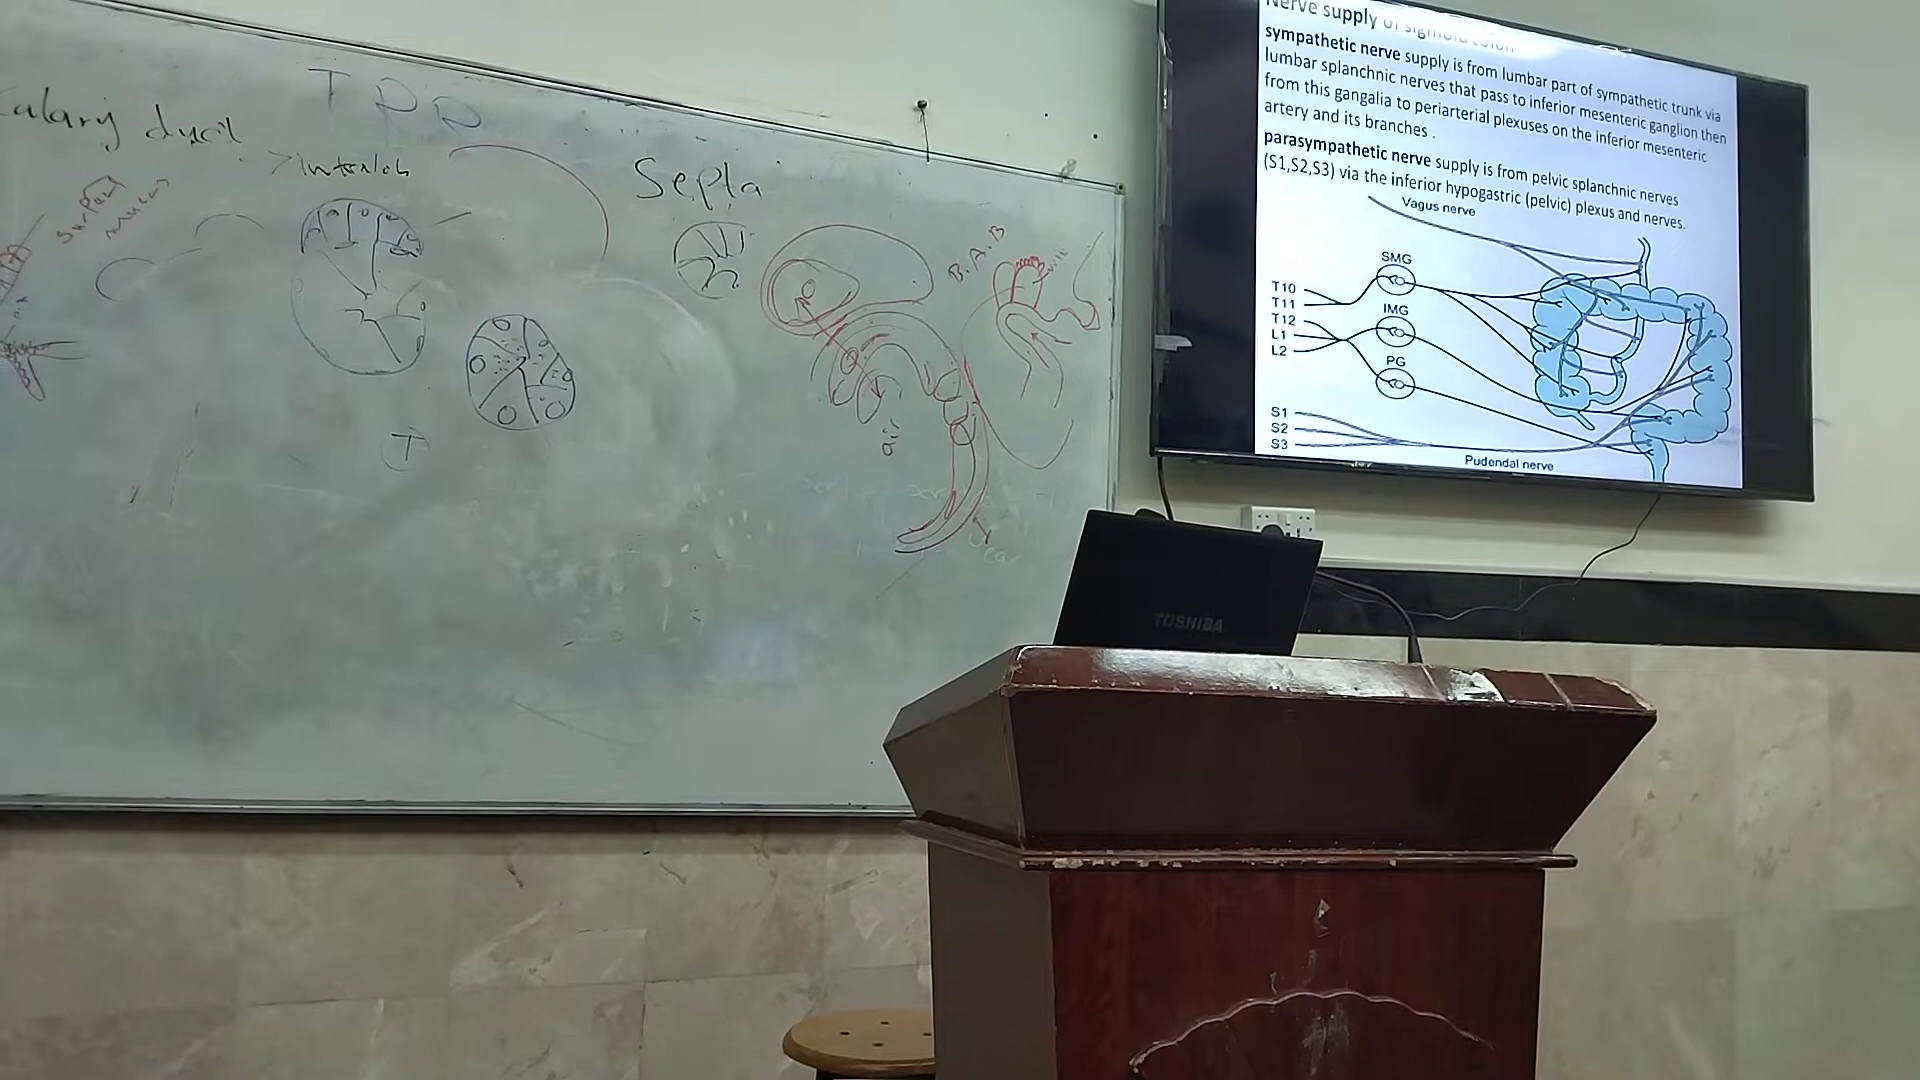 TDD
duct
Interlob
Septa
B.A.B
air
T
Nerve supply of sigmoid colon
sympathetic nerve supply is from lumbar part of sympathetic trunk via
lumbar splanchnic nerves that pass to inferior mesenteric ganglion then
from this gangalia to periarterial plexuses on the inferior mesenteric
artery and its branches .
parasympathetic nerve supply is from pelvic splanchnic nerves
(S1,S2,S3) via the inferior hypogastric (pelvic) plexus and nerves.
Vagus nerve
SMG
T10
T11
IMG
T12
L1
L2
PG
S1
S2
S3
Pudendal nerve
TOSHIBA